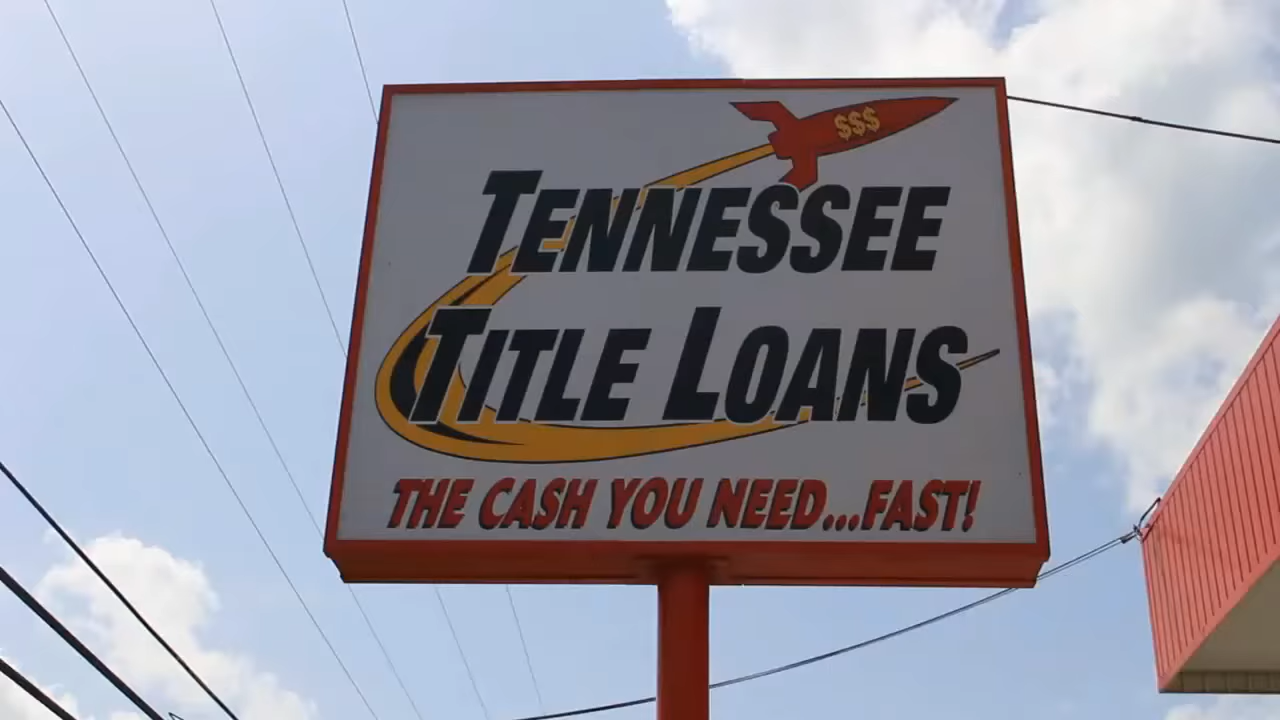 $$$
TENNESSEE
TITLE LOANS
THE CASH YOU NEED...FAST!